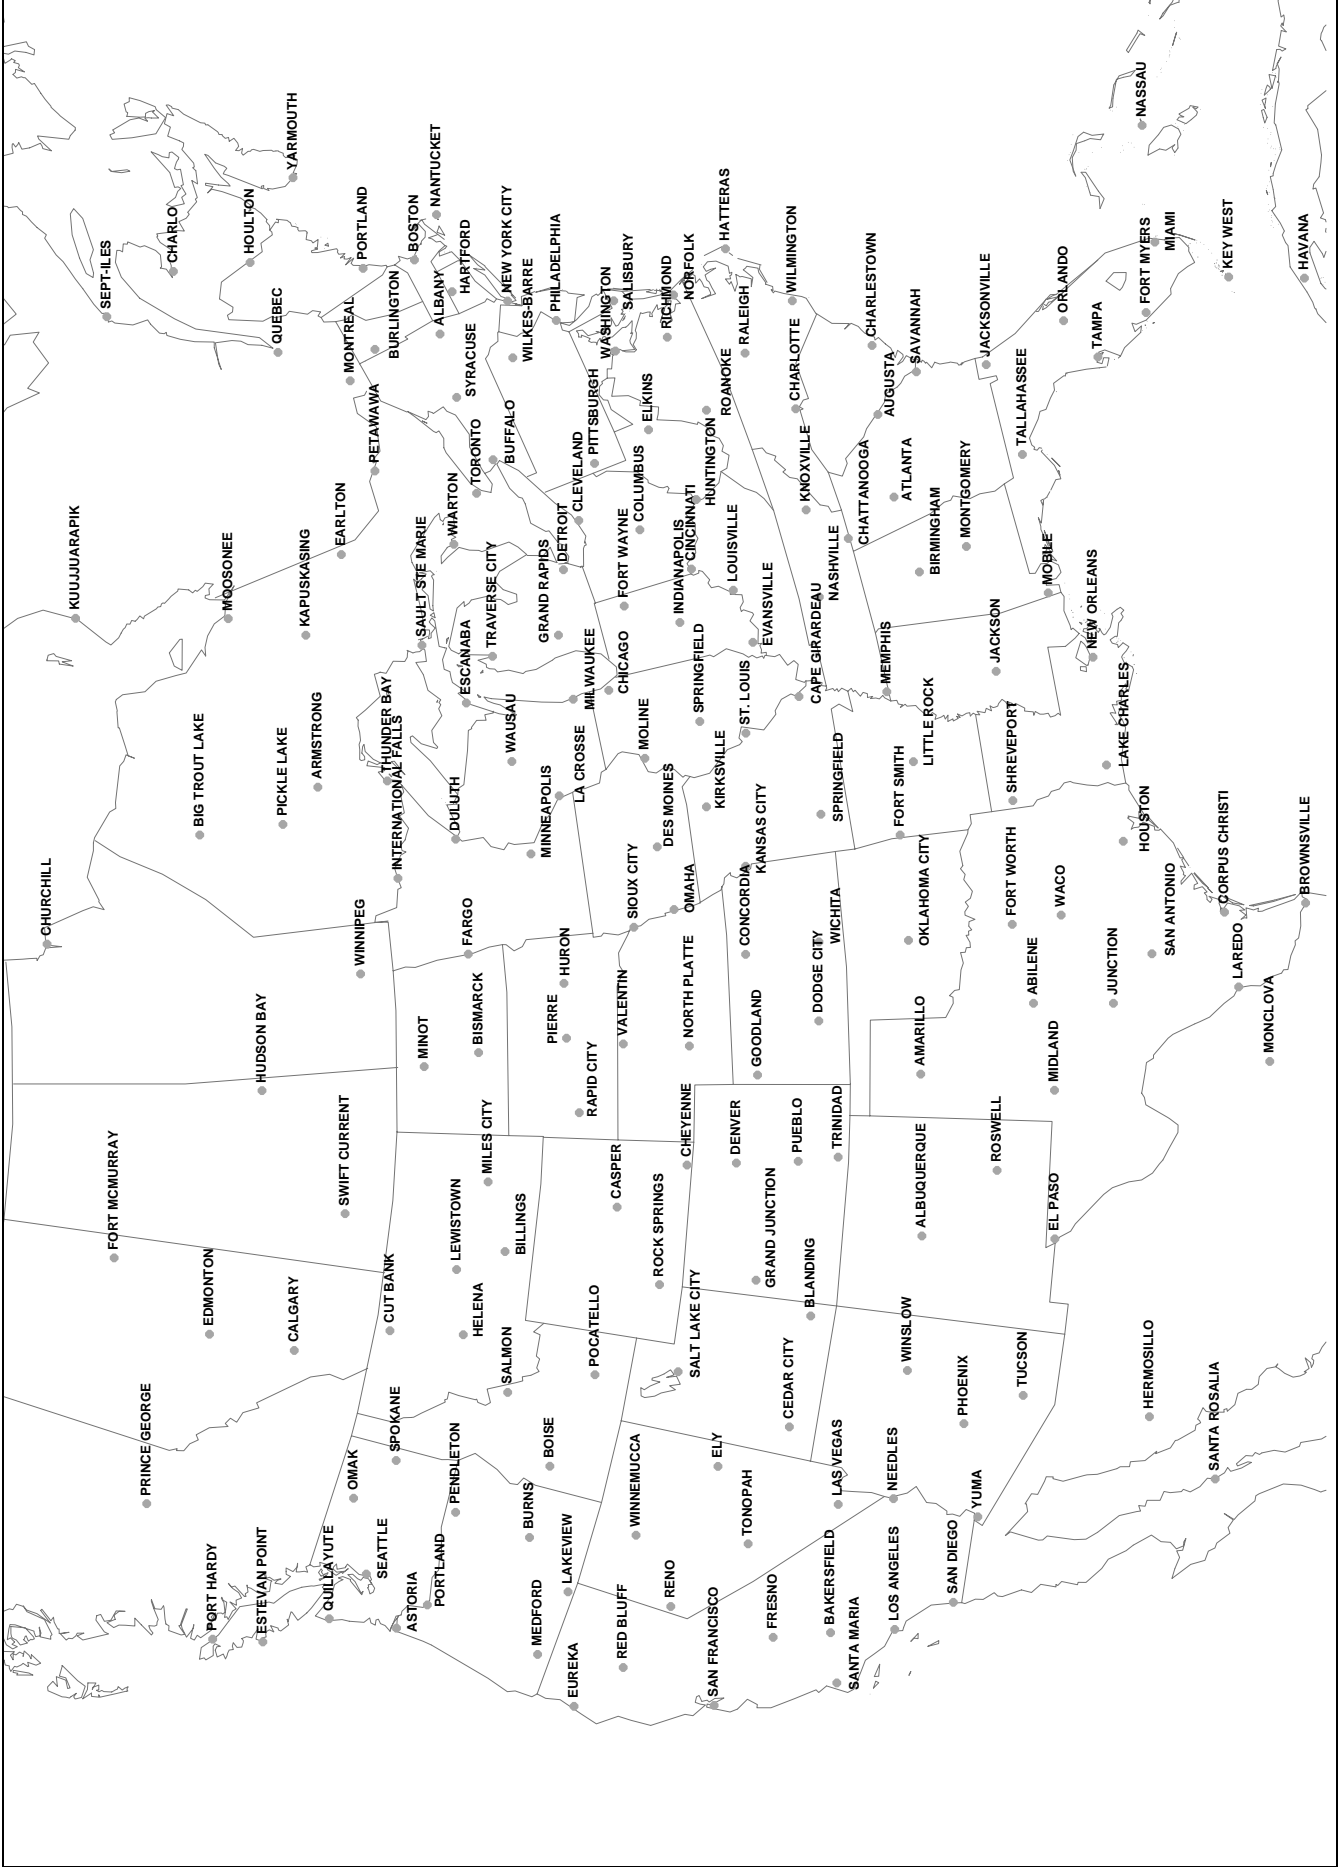 CHURCHILL
KUUJJUARAPIK
SEPT-ILES
FORT MCMURRAY
PRINCE GEORGE
CHARLO
BIG TROUT LAKE
EDMONTON
PORT HARDY
MOOSONEE
HOULTON
HUDSON BAY
ESTEVAN POINT
PICKLE LAKE
QUEBEC
CALGARY
YARMOUTH
KAPUSKASING
ARMSTRONG
QUILLAYUTE
EARLTON
SWIFT CURRENT
MONTREAL
OMAK
WINNIPEG
PORTLAND
SEATTLE
PETAWAWA
BURLINGTON
THUNDER BAY
CUT BANK
SPOKANE
INTERNATIONAL FALLS
ASTORIA
BOSTON
SAULT STE MARIE
MINOT
PORTLAND
NANTUCKET
ALBANY
HARTFORD
WIARTON
PENDLETON
LEWISTOWN
DULUTH
SYRACUSE
ESCANABA
FARGO
HELENA
TORONTO
BISMARCK
MILES CITY
TRAVERSE CITY
BUFFALO
NEW YORK CITY
SALMON
BILLINGS
WAUSAU
WILKES-BARRE
BURNS
MINNEAPOLIS
MEDFORD
BOISE
GRAND RAPIDS
PHILADELPHIA
LAKEVIEW
PIERRE
HURON
DETROIT
EUREKA
LA CROSSE
MILWAUKEE
CLEVELAND
RAPID CITY
POCATELLO
PITTSBURGH
WASHINGTON
SALISBURY
CHICAGO
FORT WAYNE
RED BLUFF
CASPER
VALENTIN
SIOUX CITY
WINNEMUCCA
COLUMBUS
MOLINE
ELKINS
ROCK SPRINGS
DES MOINES
RICHMOND
RENO
OMAHA
INDIANAPOLIS
NORFOLK
SALT LAKE CITY
CHEYENNE
NORTH PLATTE
CINCINNATI
SPRINGFIELD
HUNTINGTON
KIRKSVILLE
ROANOKE
SAN FRANCISCO
ELY
HATTERAS
DENVER
LOUISVILLE
TONOPAH
CONCORDIA
KANSAS CITY
ST. LOUIS
RALEIGH
GRAND JUNCTION
GOODLAND
EVANSVILLE
FRESNO
CEDAR CITY
WILMINGTON
CHARLOTTE
PUEBLO
CAPE GIRARDEAU
KNOXVILLE
BLANDING
DODGE CITY
WICHITA
NASHVILLE
SPRINGFIELD
BAKERSFIELD
SANTA MARIA
LAS VEGAS
TRINIDAD
CHATTANOOGA
CHARLESTOWN
AUGUSTA
MEMPHIS
LOS ANGELES
NEEDLES
FORT SMITH
ATLANTA
WINSLOW
OKLAHOMA CITY
LITTLE ROCK
SAVANNAH
ALBUQUERQUE
AMARILLO
BIRMINGHAM
SAN DIEGO
PHOENIX
MONTGOMERY
YUMA
JACKSONVILLE
ROSWELL
JACKSON
FORT WORTH
SHREVEPORT
TUCSON
TALLAHASSEE
ABILENE
MOBILE
EL PASO
MIDLAND
WACO
ORLANDO
NEW ORLEANS
TAMPA
JUNCTION
LAKE CHARLES
HOUSTON
HERMOSILLO
FORT MYERS
NASSAU
SAN ANTONIO
MIAMI
SANTA ROSALIA
CORPUS CHRISTI
KEY WEST
LAREDO
MONCLOVA
BROWNSVILLE
HAVANA